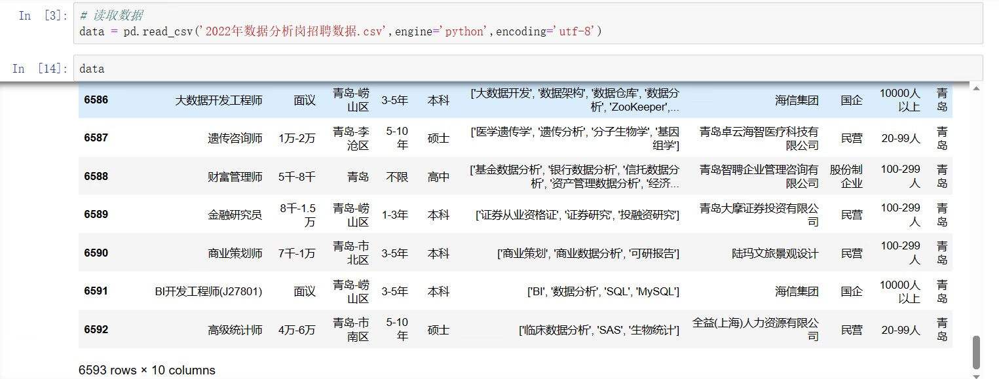 In [3]: # 读取数据
data = pd.read_csv('2022年数据分析岗招聘数据.csv',engine='python',encoding='utf-8')
In [14]: data
6586 大数据开发工程师 面议 青岛-崂山区 3-5年 本科 ['大数据开发', '数据架构', '数据仓库', '数据分析', 'ZooKeeper',... 海信集团 国企 10000人以上 青岛
6587 遗传咨询师 1万-2万 青岛-李沧区 5-10年 硕士 ['医学遗传学', '遗传分析', '分子生物学', '基因组学'] 青岛卓云海智医疗科技有限公司 民营 20-99人 青岛
6588 财富管理师 5千-8千 青岛 不限 高中 ['基金数据分析', '银行数据分析', '信托数据分析', '资产管理数据分析', '经济... 青岛智聘企业管理咨询有限公司 股份制企业 100-299人 青岛
6589 金融研究员 8千-1.5万 青岛-崂山区 1-3年 本科 ['证券从业资格证', '证券研究', '投融资研究'] 青岛大摩证券投资有限公司 民营 100-299人 青岛
6590 商业策划师 7千-1万 青岛-市北区 3-5年 本科 ['商业策划', '商业数据分析', '可研报告'] 陆玛文旅景观设计 民营 100-299人 青岛
6591 BI开发工程师(J27801) 面议 青岛-崂山区 3-5年 本科 ['BI', '数据分析', 'SQL', 'MySQL'] 海信集团 国企 10000人以上 青岛
6592 高级统计师 4万-6万 青岛-市南区 5-10年 硕士 ['临床数据分析', 'SAS', '生物统计'] 全益(上海)人力资源有限公司 民营 20-99人 青岛
6593 rows × 10 columns